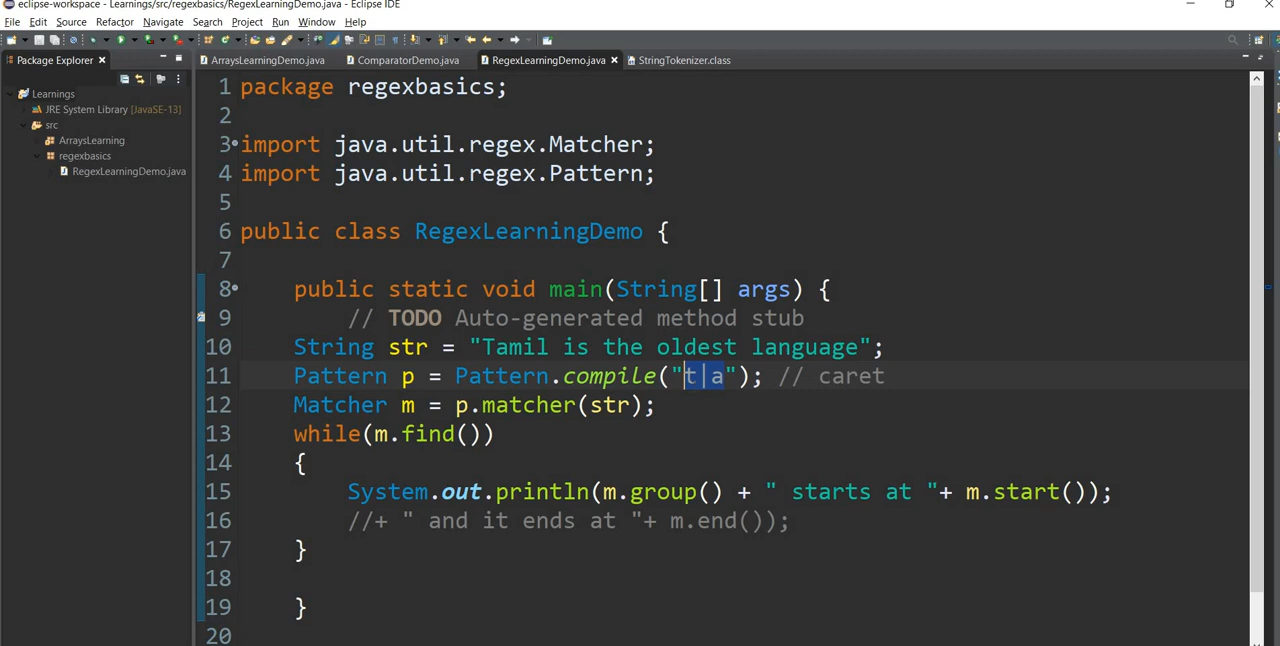 eclipse-workspace - Learnings/src/regexbasics/RegexLearningDemo.java - Eclipse IDE
File Edit Source Refactor Navigate Search Project Run Window Help
Package Explorer
ArraysLearningDemo.java ComparatorDemo.java RegexLearningDemo.java StringTokenizer.class
Learnings
JRE System Library [JavaSE-13]
src
ArraysLearning
regexbasics
RegexLearningDemo.java
1 package regexbasics;
2
3 import java.util.regex.Matcher;
4 import java.util.regex.Pattern;
5
6 public class RegexLearningDemo {
7
8 public static void main(String[] args) {
9 // TODO Auto-generated method stub
10 String str = "Tamil is the oldest language";
11 Pattern p = Pattern.compile("t|a"); // caret
12 Matcher m = p.matcher(str);
13 while(m.find())
14 {
15 System.out.println(m.group() + " starts at "+ m.start());
16 //+ " and it ends at "+ m.end());
17 }
18
19 }
20